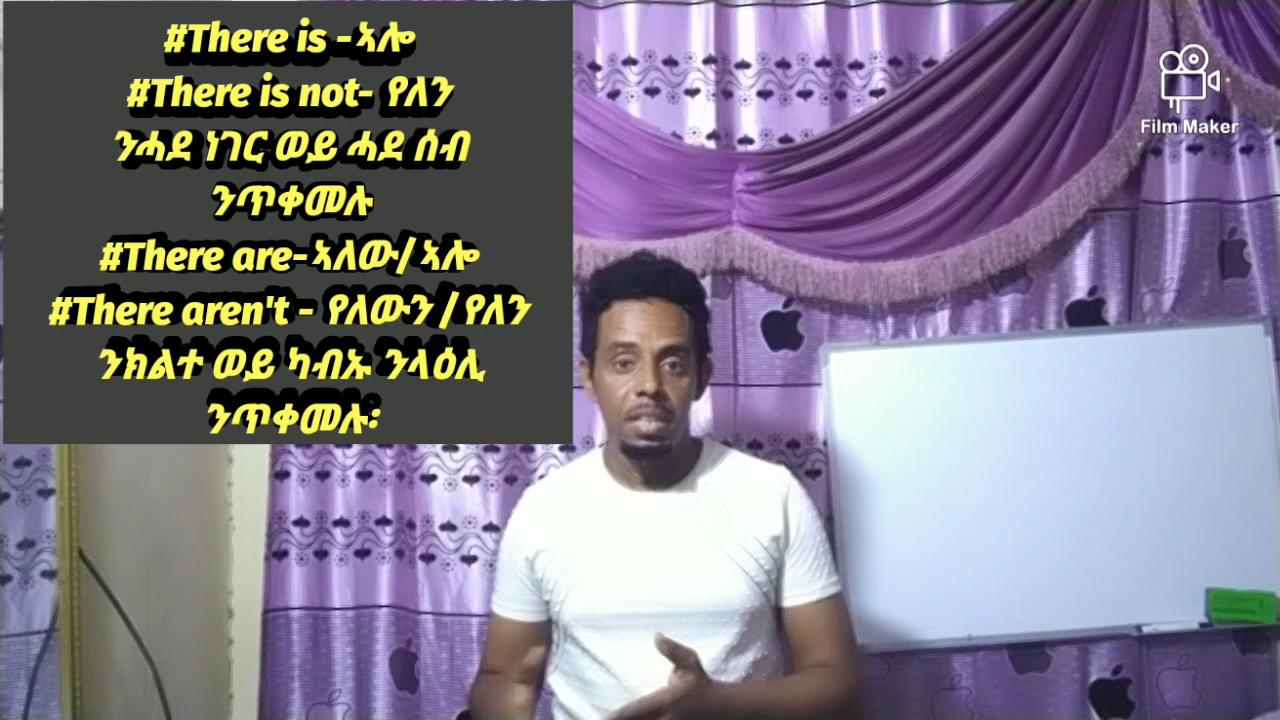 #There is -ኣሎ
#There is not- የለን
ንሓደ ነገር ወይ ሓደ ሰብ
ንጥቀመሉ
#There are-ኣለው/ኣሎ
#There aren't - የለውን/የለን
ንክልተ ወይ ካብኡ ንላዕሊ
ንጥቀመሉ፡
Film Maker